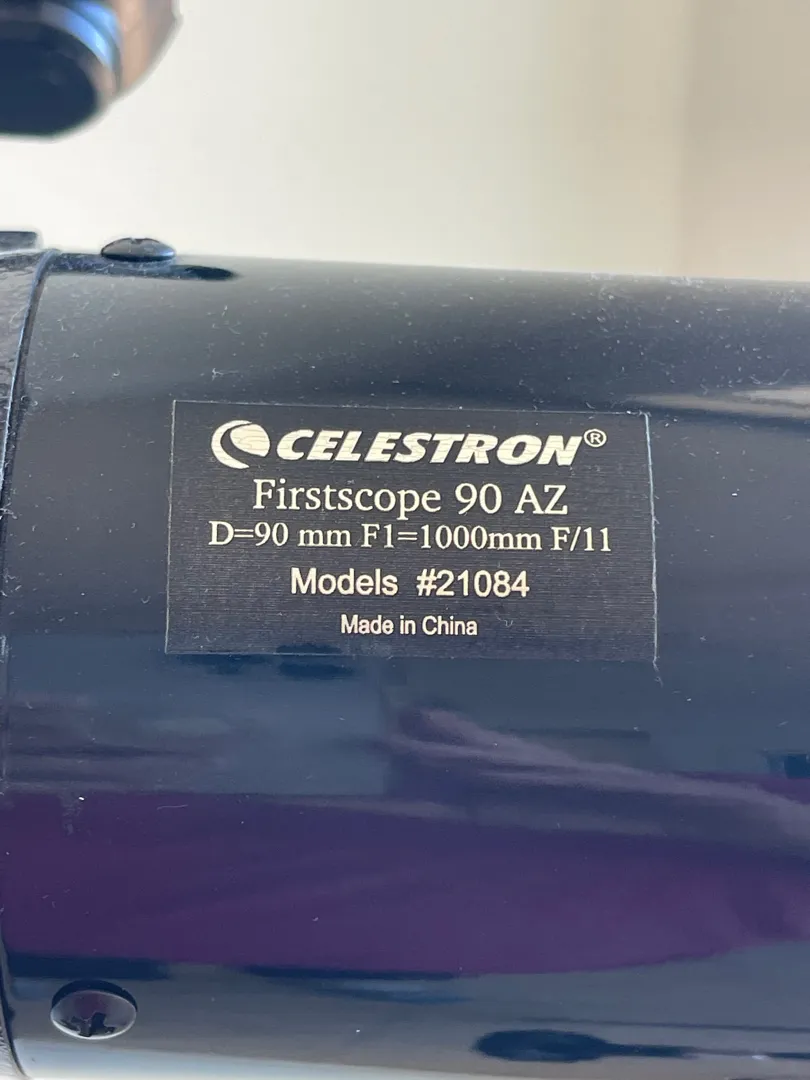 CELESTRON®
Firstscope 90 AZ
D=90 mm F1=1000mm F/11
Models #21084
Made in China